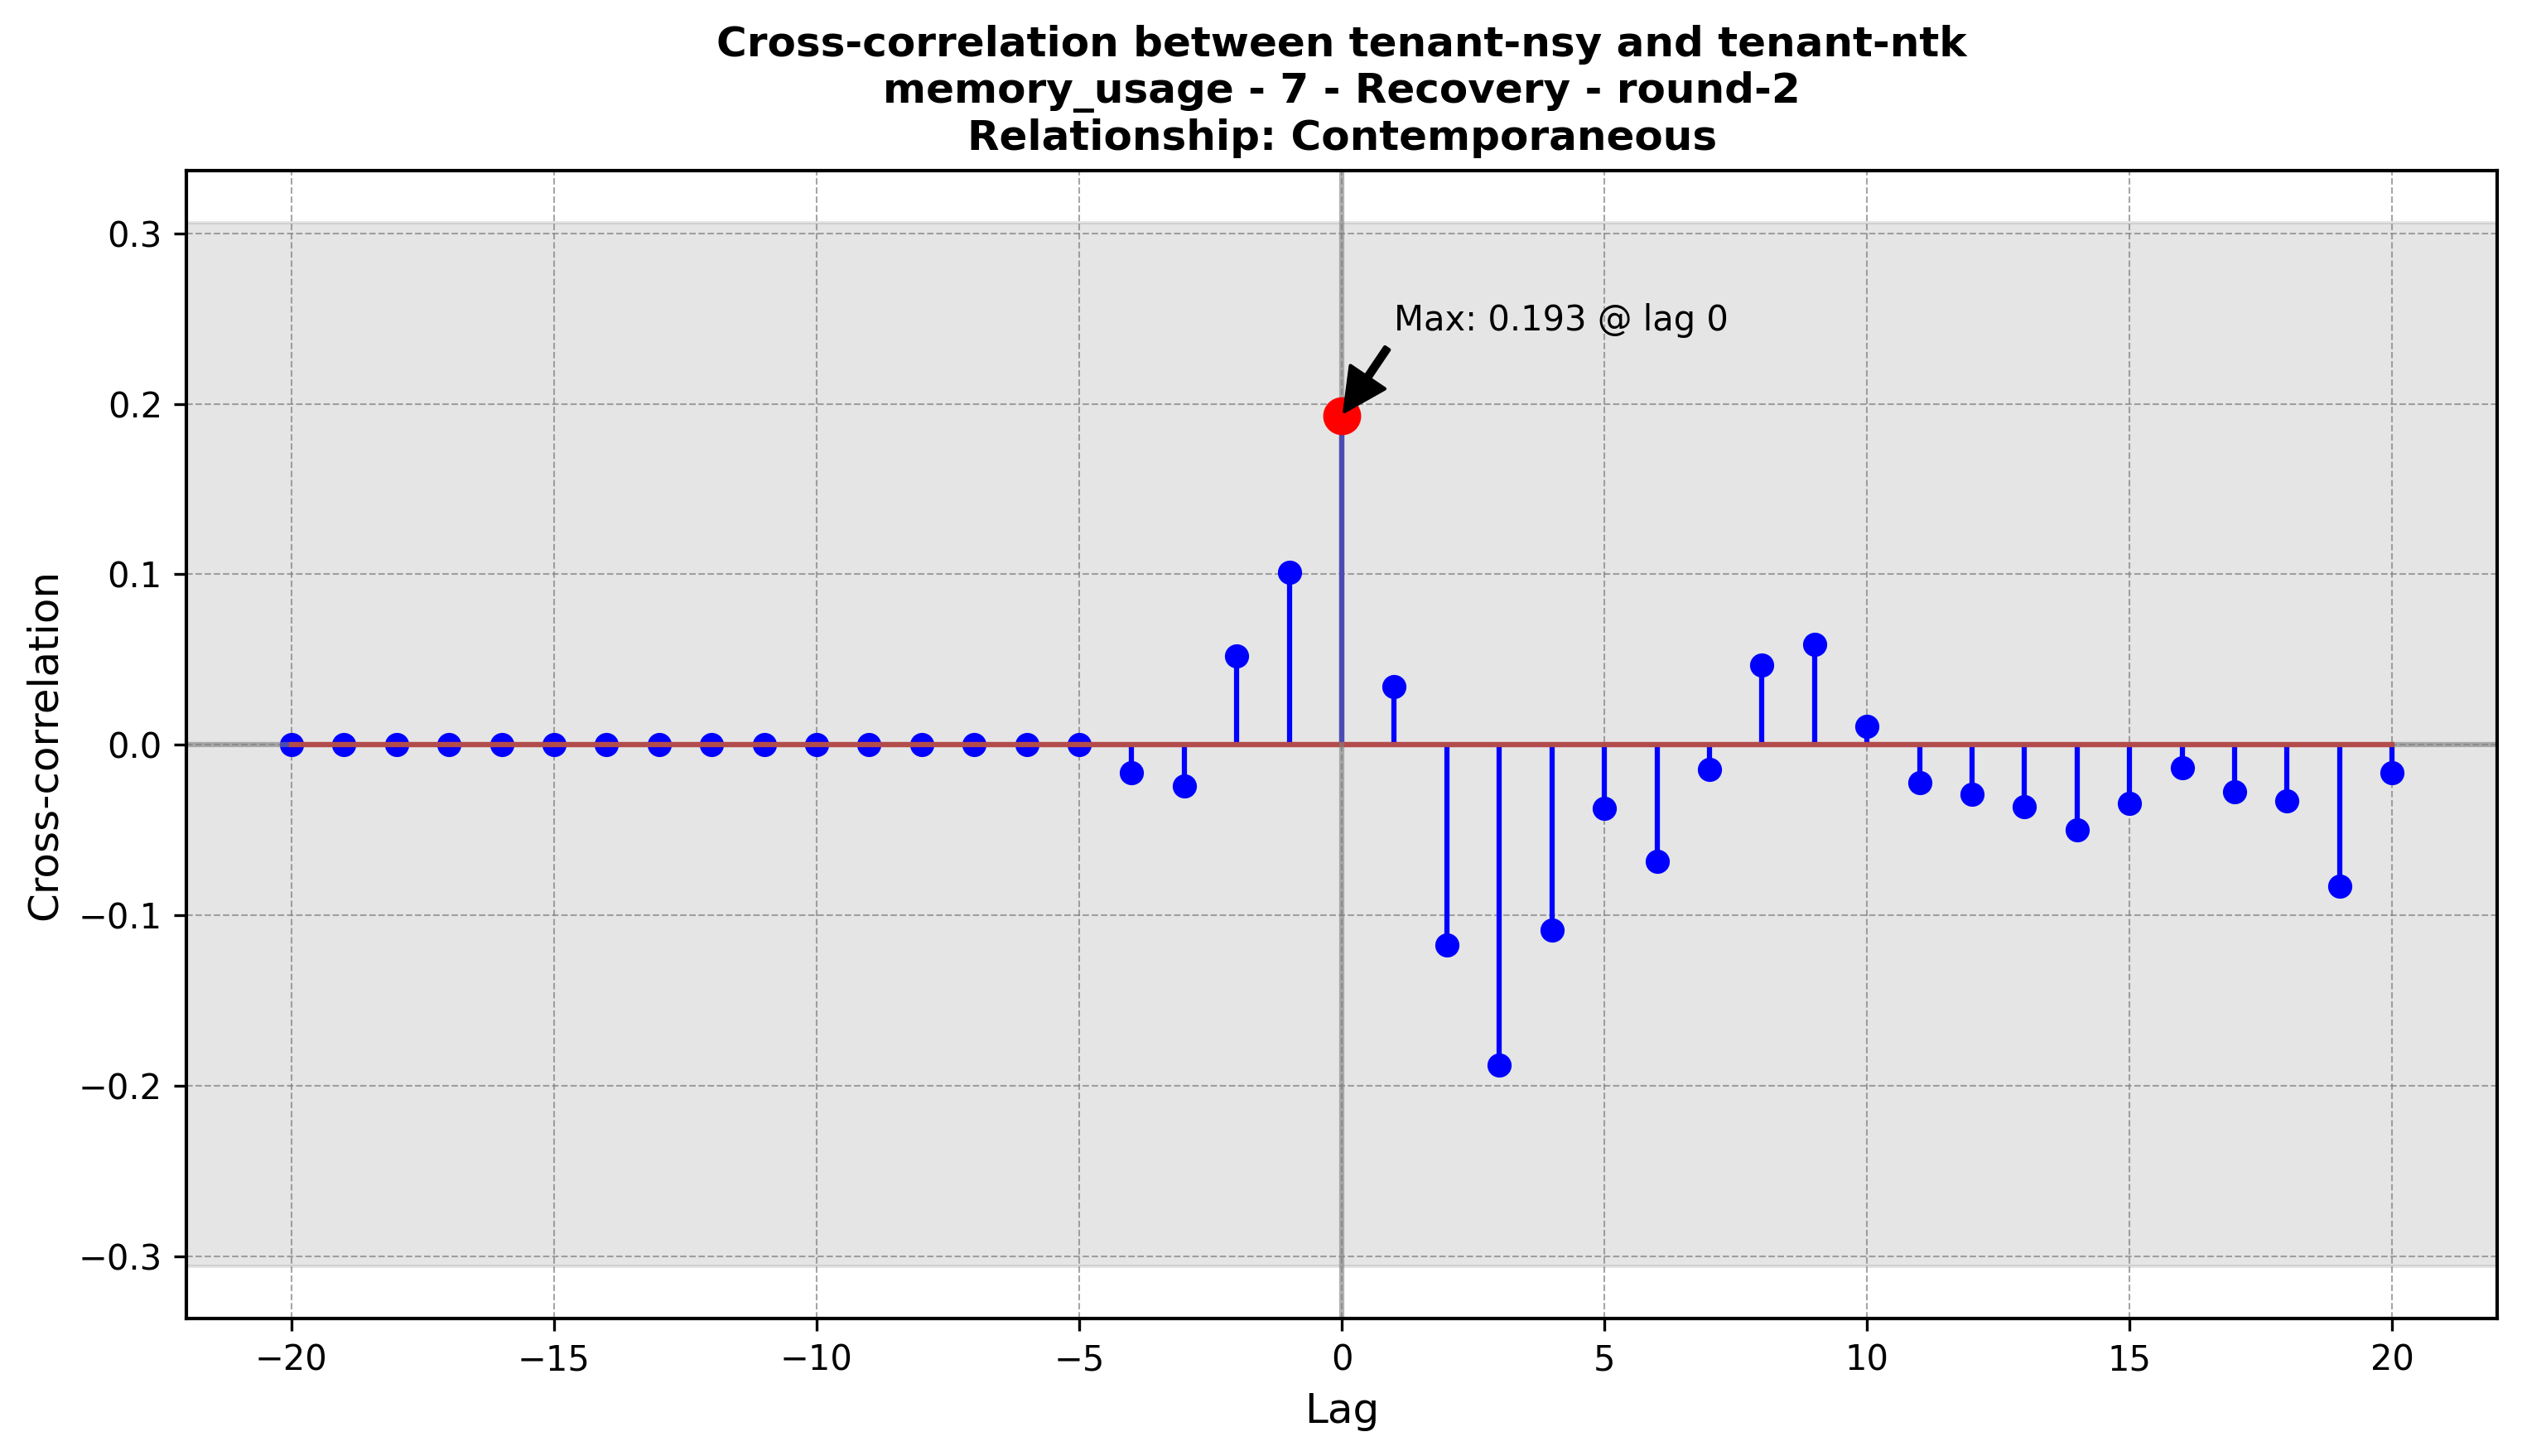 Cross-correlation between tenant-nsy and tenant-ntk
memory_usage - 7 - Recovery - round-2
Relationship: Contemporaneous
Cross-correlation
0.3
0.2
0.1
0.0
−0.1
−0.2
−0.3
Max: 0.193 @ lag 0
−20
−15
−10
−5
0
5
10
15
20
Lag